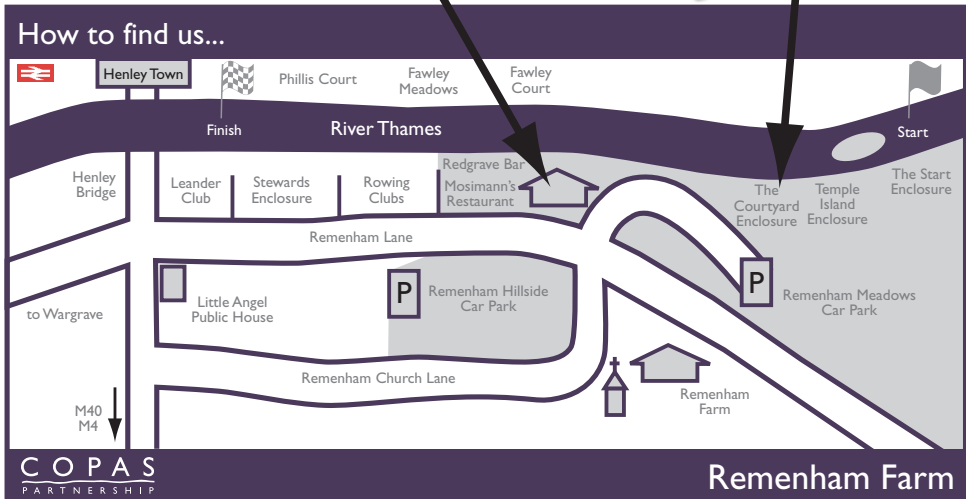 How to find us...
Henley Town
Phillis Court
Fawley
Meadows
Fawley
Court
Finish
River Thames
Start
Henley
Bridge
Leander
Club
Stewards
Enclosure
Rowing
Clubs
Redgrave Bar
Mosimann's
Restaurant
The
Courtyard
Enclosure
Temple
Island
Enclosure
The Start
Enclosure
Remenham Lane
to Wargrave
Little Angel
Public House
P
Remenham Hillside
Car Park
P
Remenham Meadows
Car Park
Remenham Church Lane
Remenham
Farm
M40
M4
COPAS
PARTNERSHIP
Remenham Farm